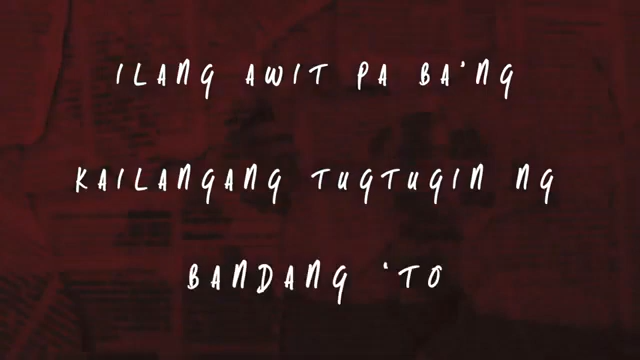 ILANG AWIT PA BA'NG
KAILANGANG TUGTUGIN NG
BANDANG 'TO